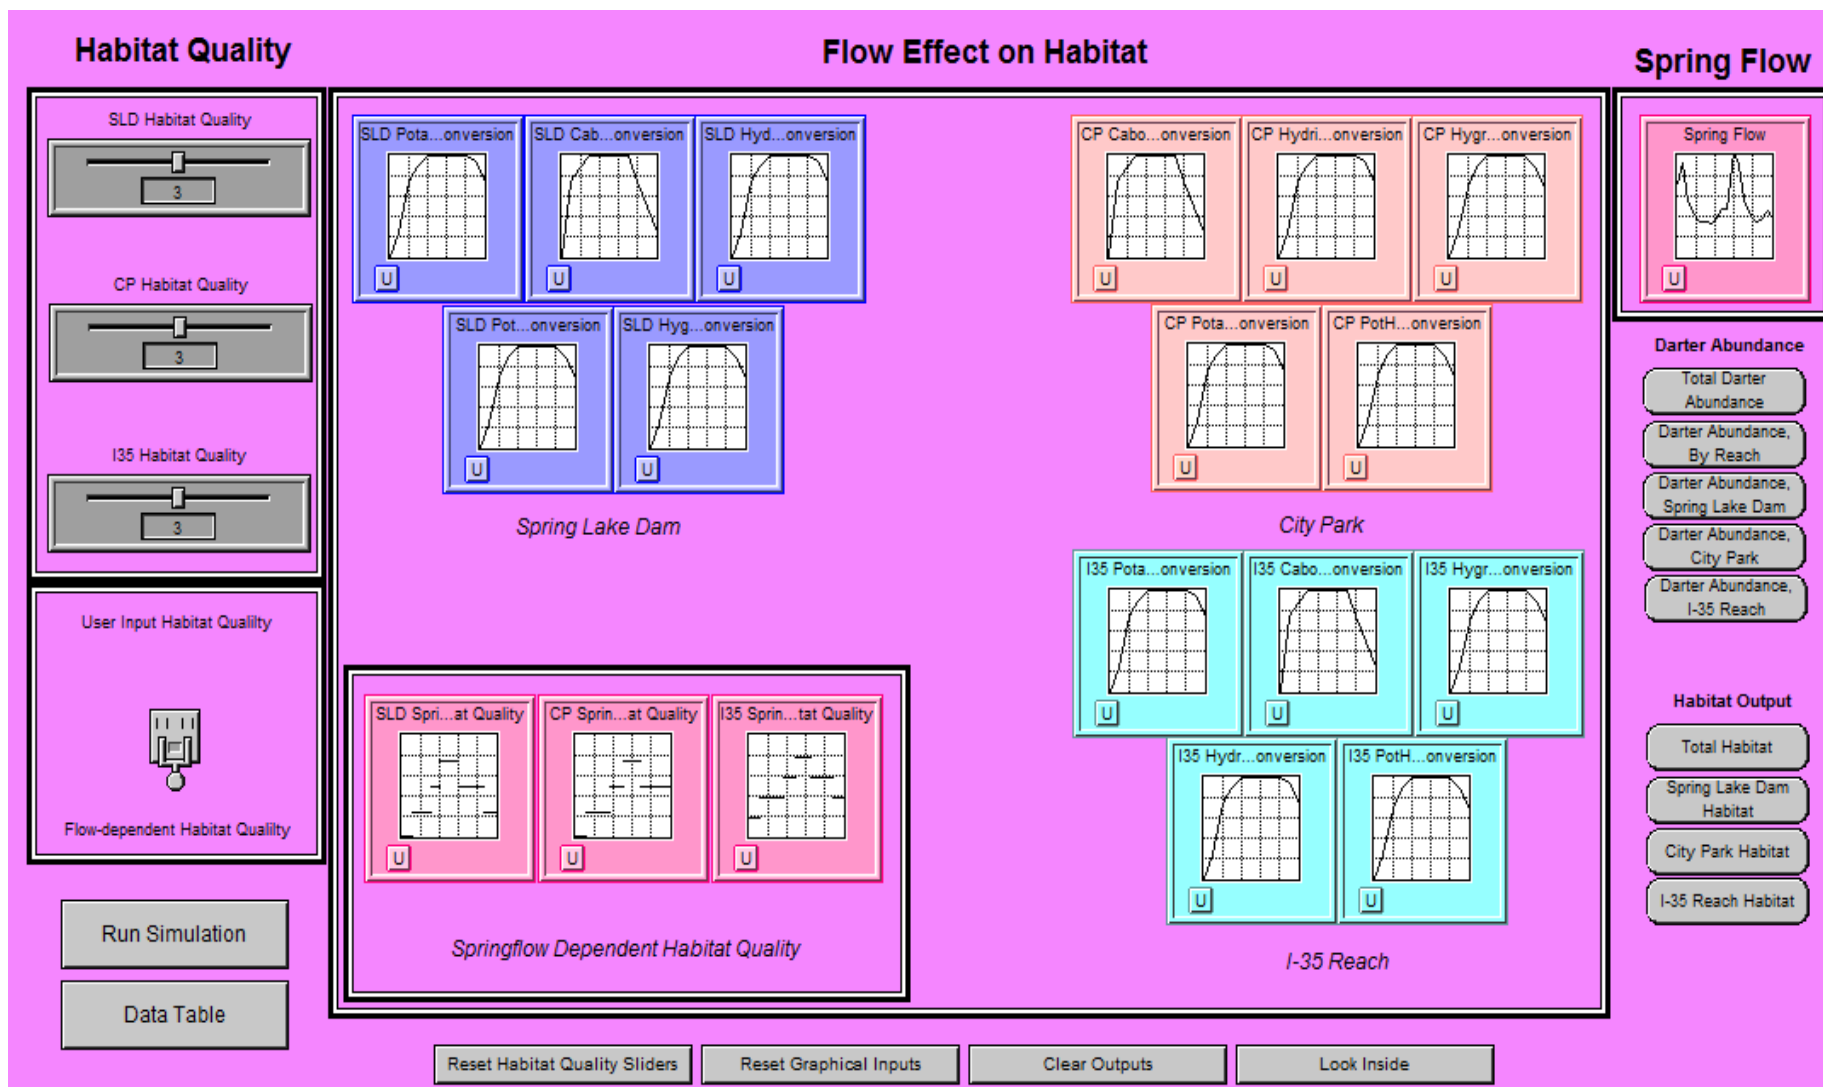 Habitat Quality
Flow Effect on Habitat
Spring Flow
SLD Habitat Quality
3
CP Habitat Quality
3
I35 Habitat Quality
3
User Input Habitat Qualilty
Flow-dependent Habitat Qualilty
Run Simulation
Data Table
SLD Pota...onversion
SLD Cab...onversion
SLD Hyd...onversion
U
U
U
SLD Pot...onversion
SLD Hyg...onversion
U
U
Spring Lake Dam
CP Cabo...onversion
CP Hydri...onversion
CP Hygr...onversion
U
U
U
CP Pota...onversion
CP PotH...onversion
U
U
City Park
I35 Pota...onversion
I35 Cabo...onversion
I35 Hygr...onversion
U
U
U
I35 Hydr...onversion
I35 PotH...onversion
U
U
I-35 Reach
SLD Spri...at Quality
CP Sprin...at Quality
I35 Sprin...tat Quality
U
U
U
Springflow Dependent Habitat Quality
Spring Flow
U
Darter Abundance
Total Darter
Abundance
Darter Abundance,
By Reach
Darter Abundance,
Spring Lake Dam
Darter Abundance,
City Park
Darter Abundance,
I-35 Reach
Habitat Output
Total Habitat
Spring Lake Dam
Habitat
City Park Habitat
I-35 Reach Habitat
Reset Habitat Quality Sliders
Reset Graphical Inputs
Clear Outputs
Look Inside